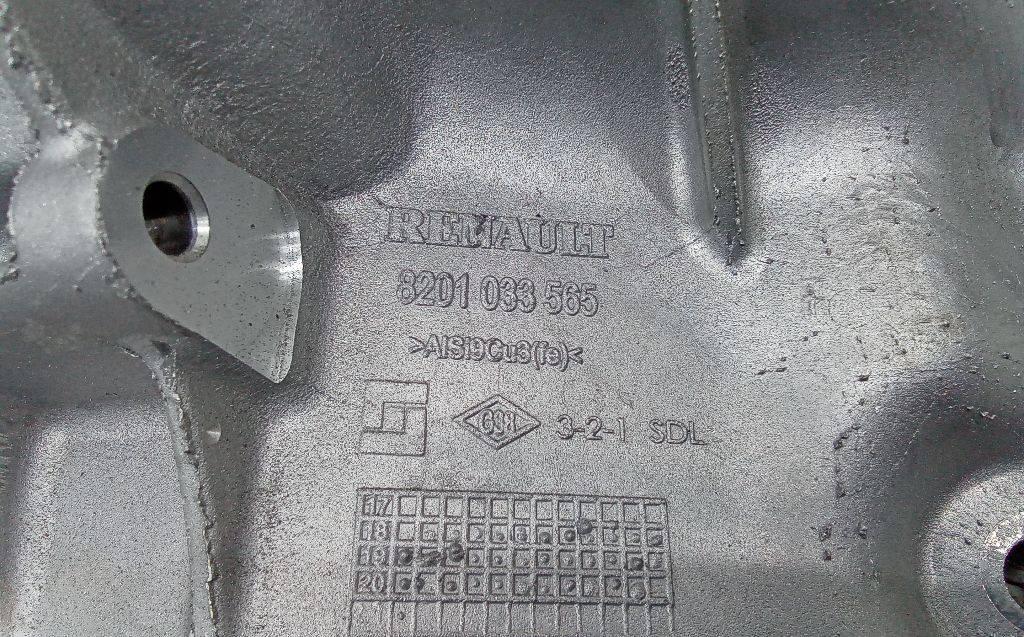 RENAULT
8201 033 565
>AlSi9Cu3(fe)<
3-2-1 SDL
17
18
19
20